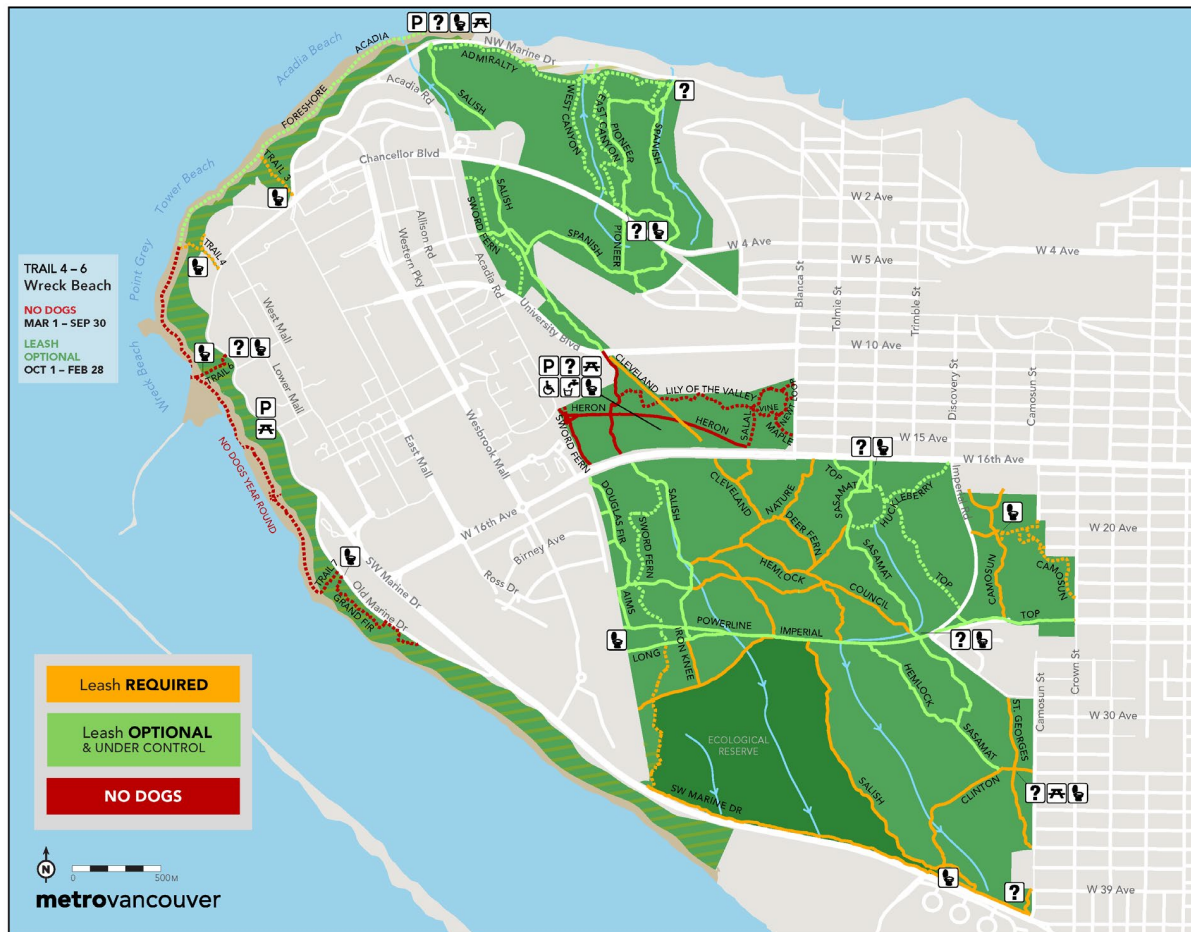 P ?
ACADIA
Acadia Beach
FORESHORE
NW Marine Dr
ADMIRALTY
Acadia Rd
SALISH
WEST CANYON
EAST CANYON
PIONEER
SPANISH
?
Chancellor Blvd
TRAIL 3
Tower Beach
SALISH
SWORD FERN
Allison Rd
Western Pky
Acadia Rd
SPANISH
PIONEER
? 
W 2 Ave
W 4 Ave
W 4 Ave
W 5 Ave
Blanca St
Tolmie St
Trimble St
W 10 Ave
TRAIL 4
Point Grey
TRAIL 4 – 6
Wreck Beach
NO DOGS
MAR 1 – SEP 30
LEASH
OPTIONAL
OCT 1 – FEB 28
West Mall
Lower Mall
?
TRAIL 6
Wreck Beach
P
University Blvd
P ?
CLEVELAND
LILY OF THE VALLEY
HERON
HERON
SALAL
VINE
NEWT LOOP
MAPLE
SWORD FERN
Discovery St
Camosun St
W 15 Ave
W 16th Ave
East Mall
Wesbrook Mall
NO DOGS YEAR ROUND
W 16th Ave
Birney Ave
Ross Dr
SW Marine Dr
Old Marine Dr
TRAIL 7
GRAND FIR
?
TOP
SASAMAT
HUCKLEBERRY
Imperial Rd
CLEVELAND
NATURE
DEER FERN
DOUGLAS FIR
SALISH
SWORD FERN
HEMLOCK
SASAMAT
COUNCIL
TOP
W 20 Ave
CAMOSUN
CAMOSUN
TOP
AIMS
POWERLINE
IMPERIAL
LONG
IRON KNEE
?
HEMLOCK
SASAMAT
ST. GEORGES
Camosun St
Crown St
W 30 Ave
ECOLOGICAL
RESERVE
SALISH
CLINTON
?
SW MARINE DR
?
W 39 Ave
Leash REQUIRED
Leash OPTIONAL
& UNDER CONTROL
NO DOGS
N
0 500M
metrovancouver